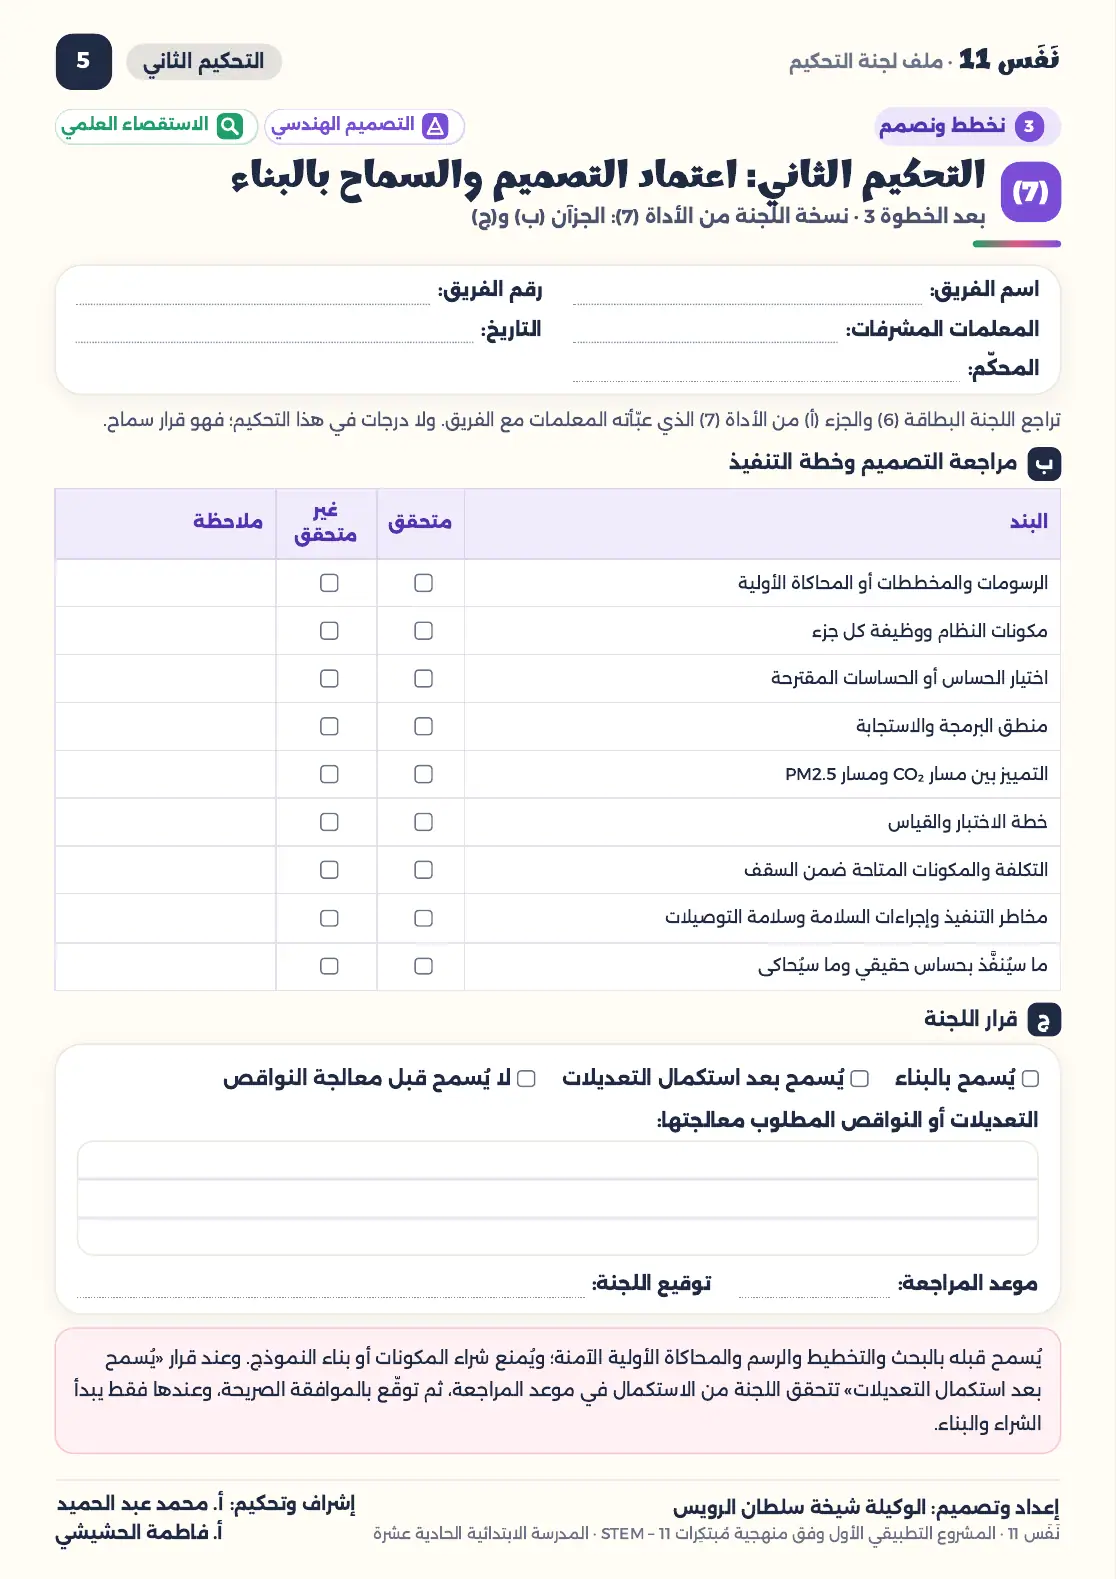 نَفَس 11 · ملف لجنة التحكيم
التحكيم الثاني
5
3 نخطط ونصمم
التصميم الهندسي
الاستقصاء العلمي
(7) التحكيم الثاني: اعتماد التصميم والسماح بالبناء
بعد الخطوة 3 · نسخة اللجنة من الأداة (7): الجزآن (ب) و(ج)
اسم الفريق:
رقم الفريق:
المعلمات المشرفات:
التاريخ:
المحكّم:
تراجع اللجنة البطاقة (6) والجزء (أ) من الأداة (7) الذي عبّأته المعلمات مع الفريق. ولا درجات في هذا التحكيم؛ فهو قرار سماح.
ب مراجعة التصميم وخطة التنفيذ
البند
متحقق
غير
متحقق
ملاحظة
الرسومات والمخططات أو المحاكاة الأولية
مكونات النظام ووظيفة كل جزء
اختيار الحساس أو الحساسات المقترحة
منطق البرمجة والاستجابة
التمييز بين مسار CO₂ ومسار PM2.5
خطة الاختبار والقياس
التكلفة والمكونات المتاحة ضمن السقف
مخاطر التنفيذ وإجراءات السلامة وسلامة التوصيلات
ما سيُنفَّذ بحساس حقيقي وما سيُحاكى
ج قرار اللجنة
يُسمح بالبناء
يُسمح بعد استكمال التعديلات
لا يُسمح قبل معالجة النواقص
التعديلات أو النواقص المطلوب معالجتها:
موعد المراجعة:
توقيع اللجنة:
يُسمح قبله بالبحث والتخطيط والرسم والمحاكاة الأولية الآمنة؛ ويُمنع شراء المكونات أو بناء النموذج. وعند قرار «يُسمح
بعد استكمال التعديلات» تتحقق اللجنة من الاستكمال في موعد المراجعة، ثم توقّع بالموافقة الصريحة، وعندها فقط يبدأ
الشراء والبناء.
إعداد وتصميم: الوكيلة شيخة سلطان الرويس
نَفَس 11 · المشروع التطبيقي الأول وفق منهجية مُبتكِرات 11 – STEM · المدرسة الابتدائية الحادية عشرة
إشراف وتحكيم: أ. محمد عبد الحميد
أ. فاطمة الحشيشي